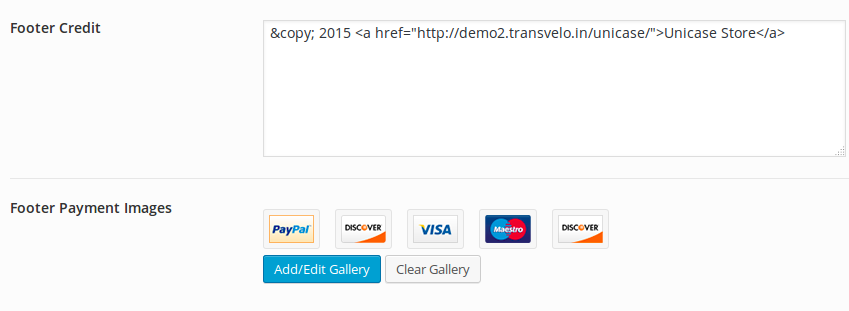 Footer Credit
&copy; 2015 <a href="http://demo2.transvelo.in/unicase/">Unicase Store</a>
Footer Payment Images
PayPal DISCOVER VISA Maestro DISCOVER
Add/Edit Gallery Clear Gallery